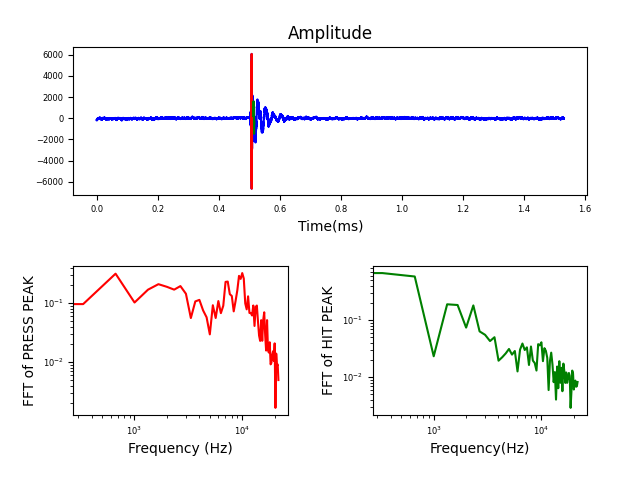 Amplitude
6000
4000
2000
0
−2000
−4000
−6000
0.0 0.2 0.4 0.6 0.8 1.0 1.2 1.4 1.6
Time(ms)
FFT of PRESS PEAK
10⁻¹
10⁻²
10³ 10⁴
Frequency (Hz)
FFT of HIT PEAK
10⁻¹
10⁻²
10³ 10⁴
Frequency(Hz)